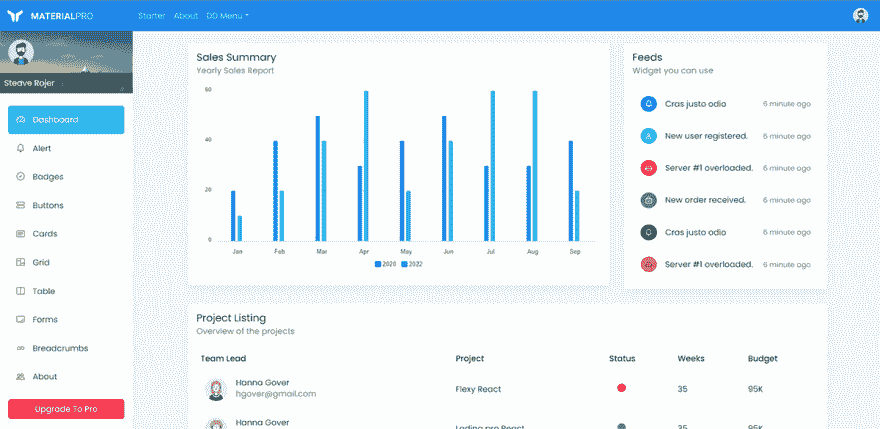 MATERIALPRO
Starter About DD Menu
Steave Rojer
Dashboard
Alert
Badges
Buttons
Cards
Grid
Table
Forms
Breadcrumbs
About
Upgrade To Pro
Sales Summary
Yearly Sales Report
60
40
20
0
Jan Fab Mar Apr May Jun Jul Aug Sep
2020 2022
Feeds
Widget you can use
Cras justo odio 6 minute ago
New user registered. 6 minute ago
Server #1 overloaded. 6 minute ago
New order received. 6 minute ago
Cras justo odio 6 minute ago
Server #1 overloaded. 6 minute ago
Project Listing
Overview of the projects
Team Lead Project Status Weeks Budget
Hanna Gover
hgover@gmail.com
Flexy React 35 95K
Hanna Gover
Lading pro React 35 95K